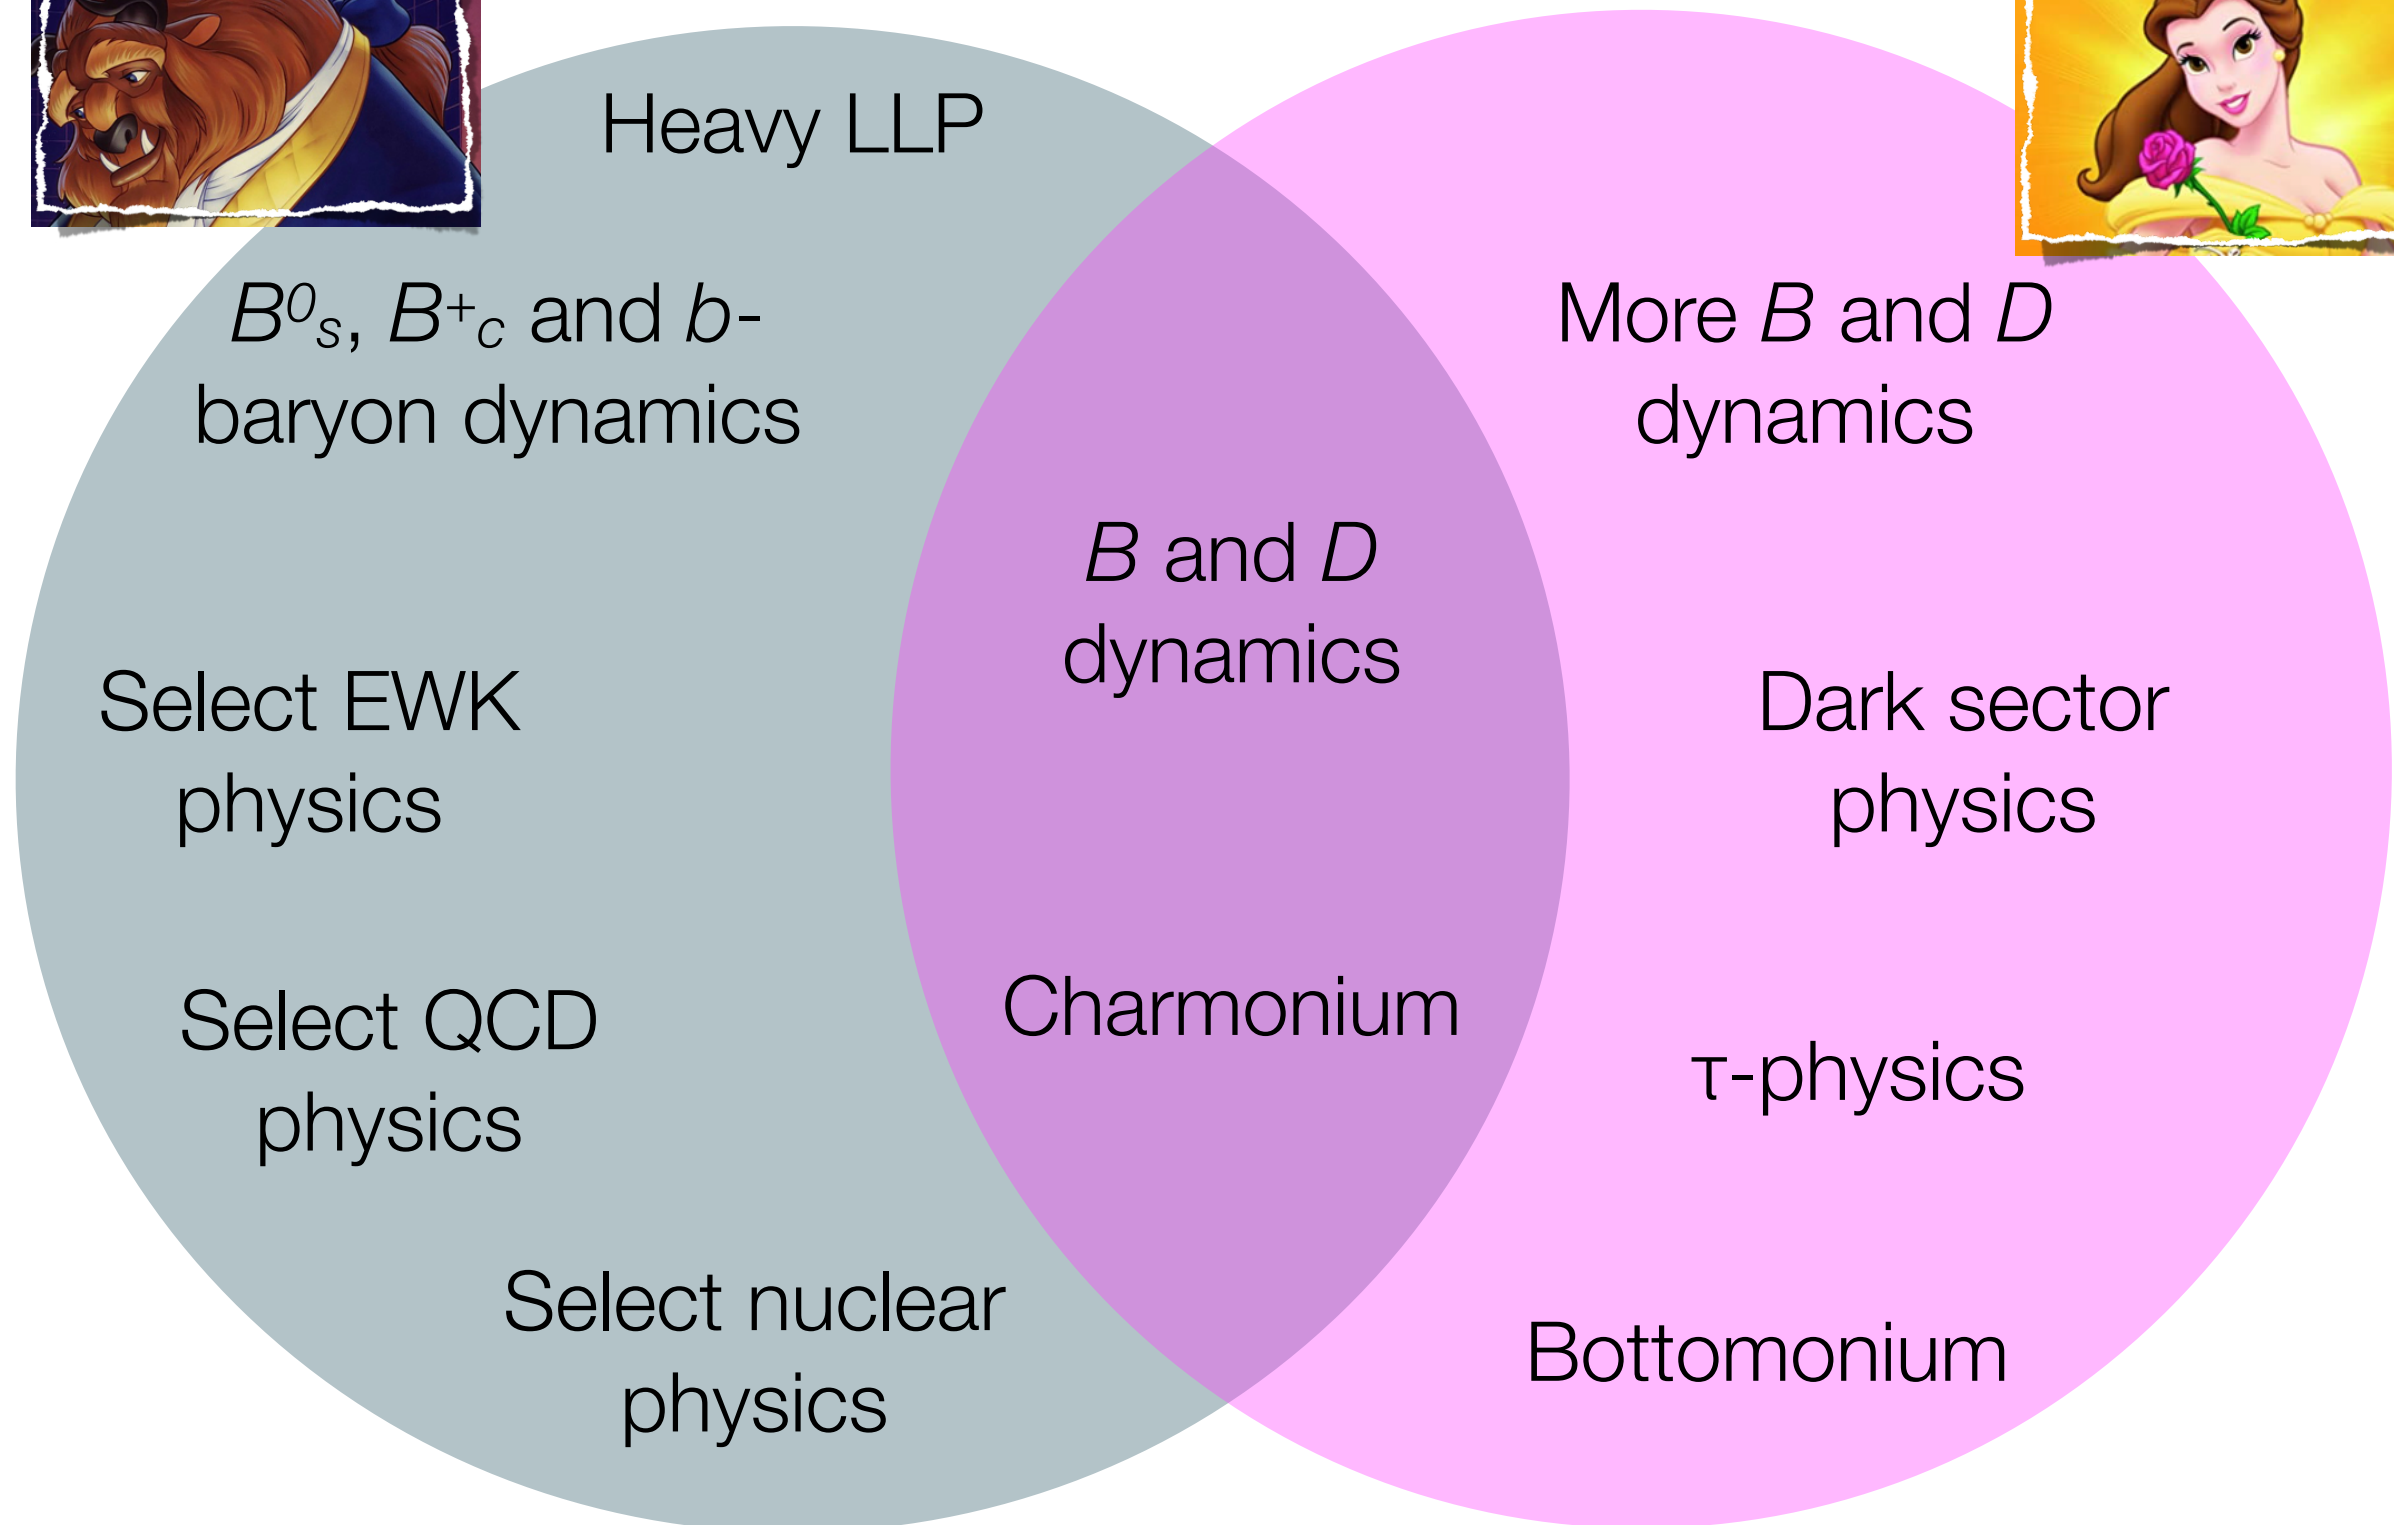 Heavy LLP
B⁰ₛ, B⁺c and b-
baryon dynamics
Select EWK
physics
Select QCD
physics
Select nuclear
physics
B and D
dynamics
Charmonium
More B and D
dynamics
Dark sector
physics
τ-physics
Bottomonium